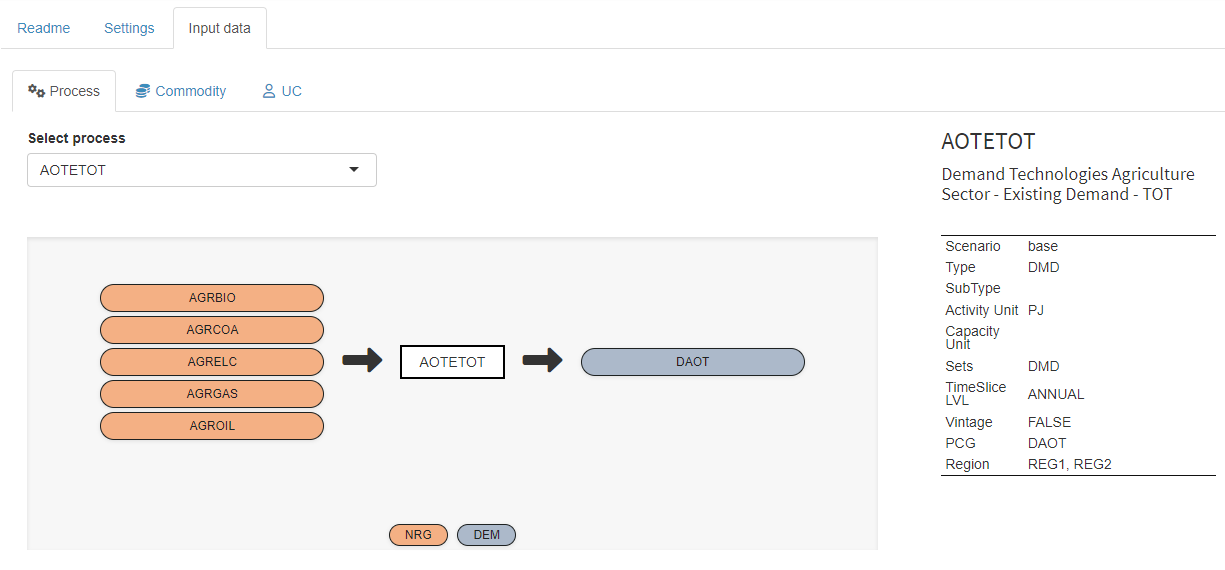 Readme Settings Input data
Process Commodity UC
Select process
AOTETOT
AGRBIO
AGRCOA
AGRELC
AGRGAS
AGROIL
AOTETOT
DAOT
NRG DEM
AOTETOT
Demand Technologies Agriculture
Sector - Existing Demand - TOT
Scenario base
Type DMD
SubType
Activity Unit PJ
Capacity
Unit
Sets DMD
TimeSlice
LVL ANNUAL
Vintage FALSE
PCG DAOT
Region REG1, REG2